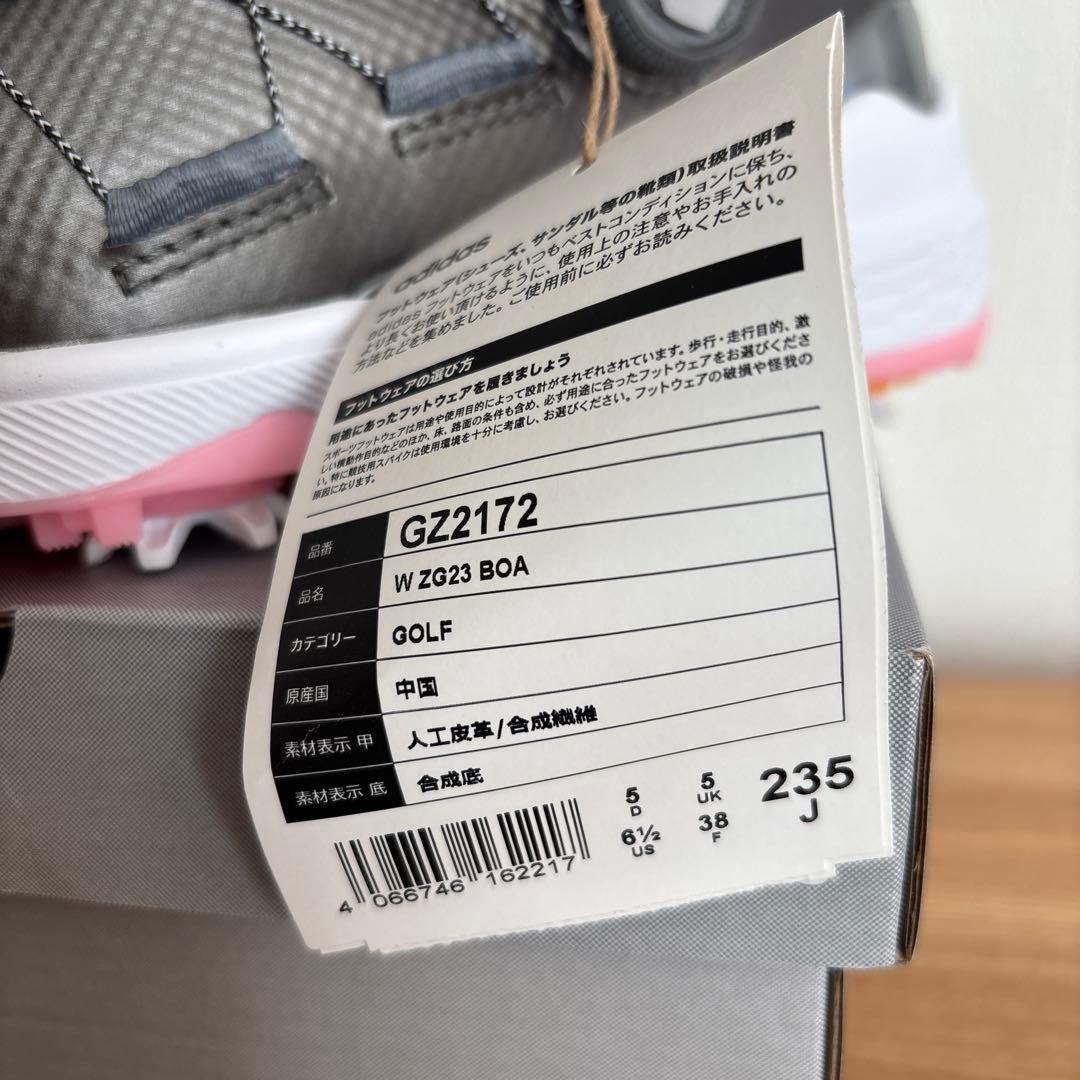 adidas
フットウェア(シューズ、サンダル等の靴類)取扱説明書
adidas フットウェアをいつもベストコンディションに保ち、
より長くお使い頂けるように、使用上の注意やお手入れの
方法などを集めました。ご使用前に必ずお読みください。
フットウェアの選び方
用途にあったフットウェアを履きましょう
スポーツフットウェアは用途や使用目的によって設計がそれぞれされています。歩行・走行目的、激
しい横動作目的などのほか、床、路面の条件も含め、必ず用途に合ったフットウェアをお選びくださ
い。特に競技用スパイクは使用環境を十分に考慮し、お選びください。フットウェアの破損や怪我の
原因になります。
品番 GZ2172
品名 W ZG23 BOA
カテゴリー GOLF
原産国 中国
素材表示 甲 人工皮革/合成繊維
素材表示 底 合成底
5 5 235
D UK J
6½ 38
US F
4 066746 162217